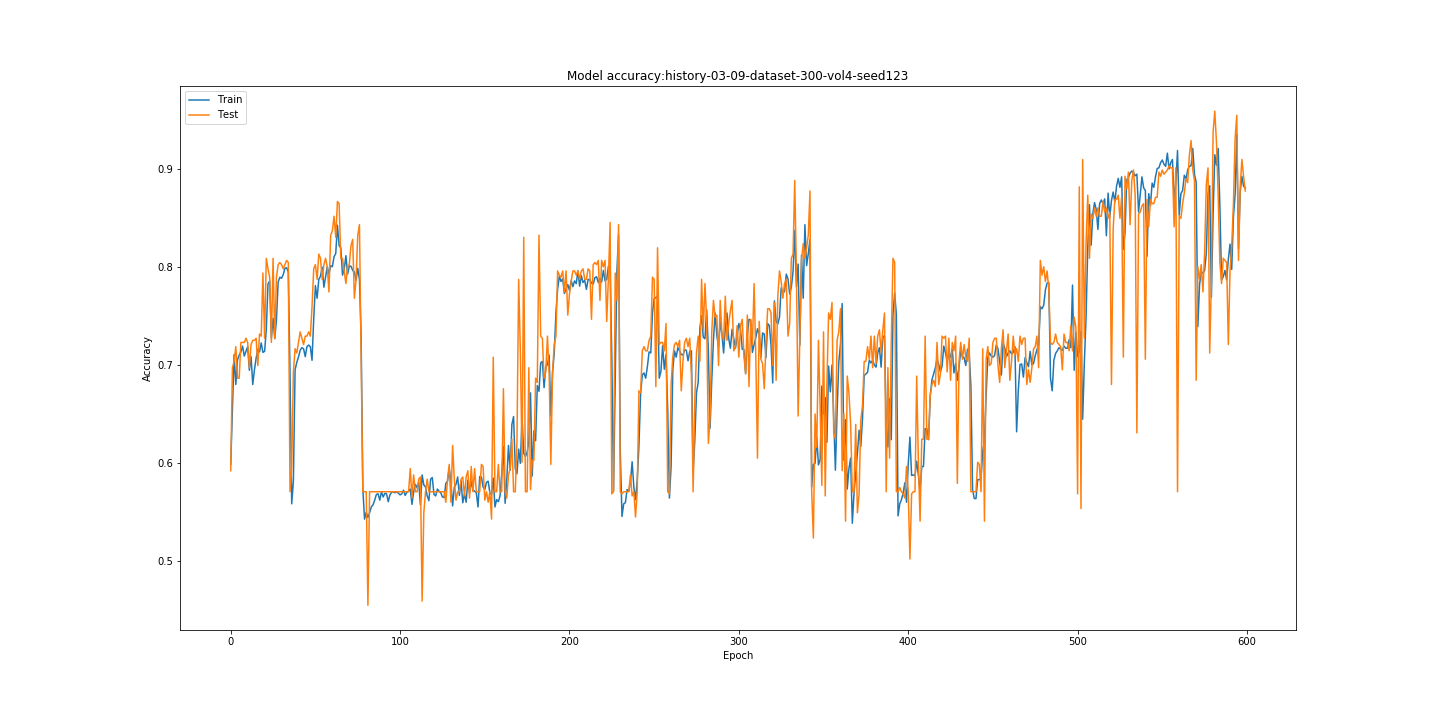 Model accuracy:history-03-09-dataset-300-vol4-seed123
Train
Test
0.9
0.8
0.7
0.6
0.5
Accuracy
0 100 200 300 400 500 600
Epoch